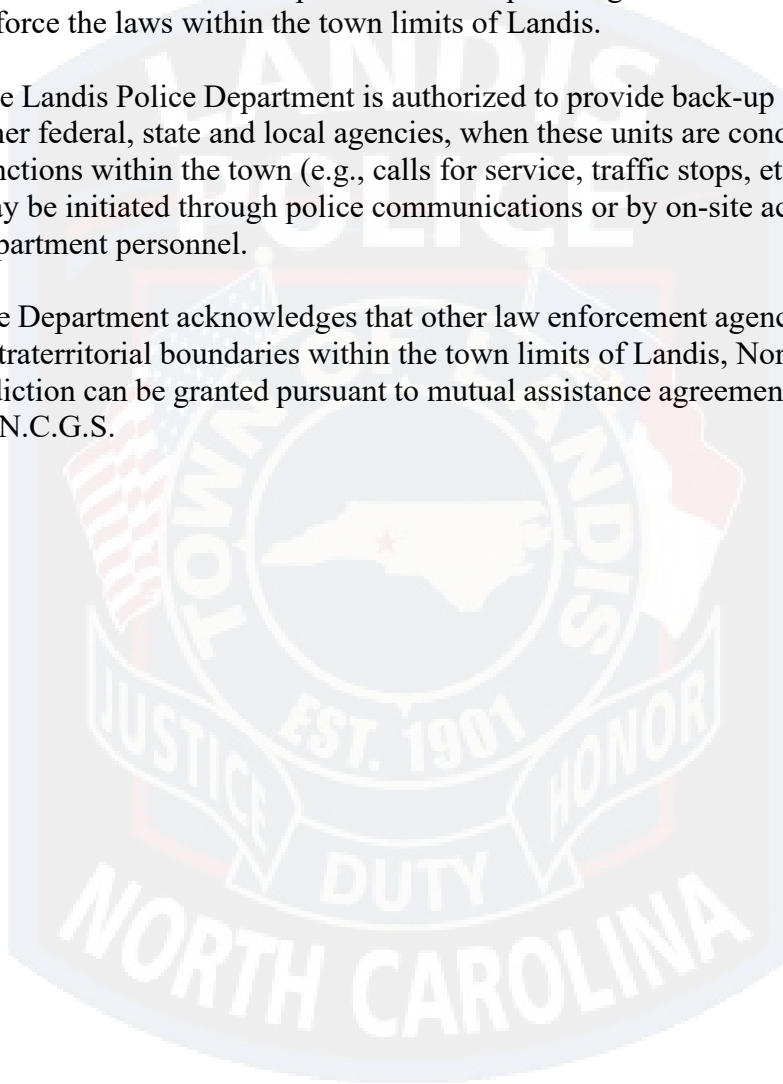 force the laws within the town limits of Landis.
e Landis Police Department is authorized to provide back-up
her federal, state and local agencies, when these units are cond
nctions within the town (e.g., calls for service, traffic stops, et
ay be initiated through police communications or by on-site ac
partment personnel.
e Department acknowledges that other law enforcement agenc
traterritorial boundaries within the town limits of Landis, Nor
diction can be granted pursuant to mutual assistance agreemen
N.C.G.S.
LANDIS
POLICE
TOWN OF LANDIS
EST. 1901
JUSTICE
DUTY
HONOR
NORTH CAROLINA